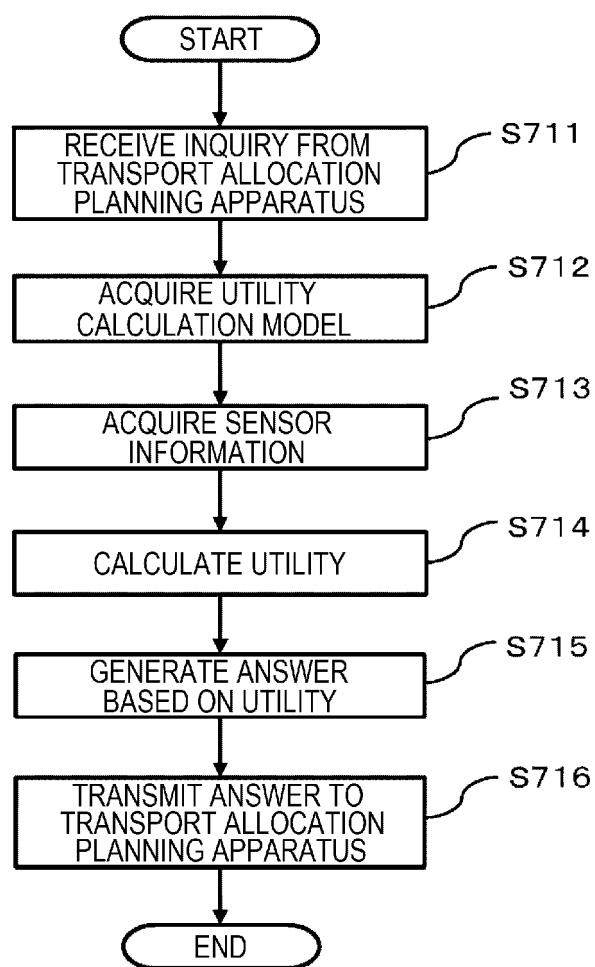 START
RECEIVE INQUIRY FROM
TRANSPORT ALLOCATION
PLANNING APPARATUS
S711
ACQUIRE UTILITY
CALCULATION MODEL
S712
ACQUIRE SENSOR
INFORMATION
S713
CALCULATE UTILITY
S714
GENERATE ANSWER
BASED ON UTILITY
S715
TRANSMIT ANSWER TO
TRANSPORT ALLOCATION
PLANNING APPARATUS
S716
END